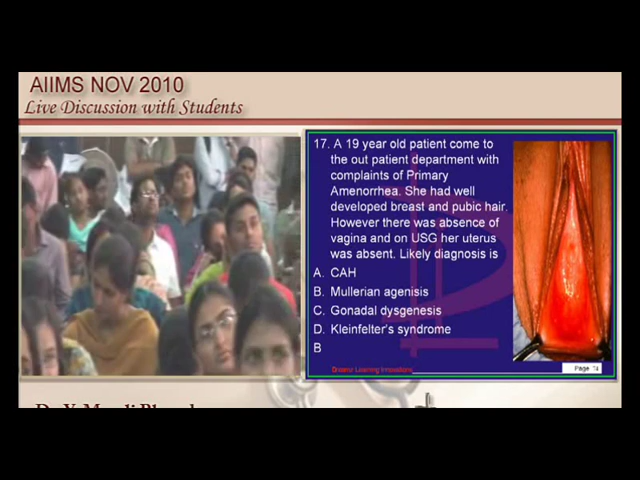 AIIMS NOV 2010
Live Discussion with Students
17. A 19 year old patient come to
the out patient department with
complaints of Primary
Amenorrhea. She had well
developed breast and pubic hair.
However there was absence of
vagina and on USG her uterus
was absent. Likely diagnosis is
A. CAH
B. Mullerian agenisis
C. Gonadal dysgenesis
D. Kleinfelter's syndrome
B
Distance Learning Innovations
Page